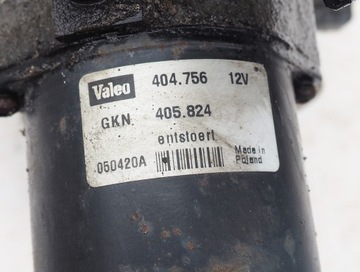 Valeo 404.756 12V
GKN. 405.824
entstoert
050420A Made in
Poland